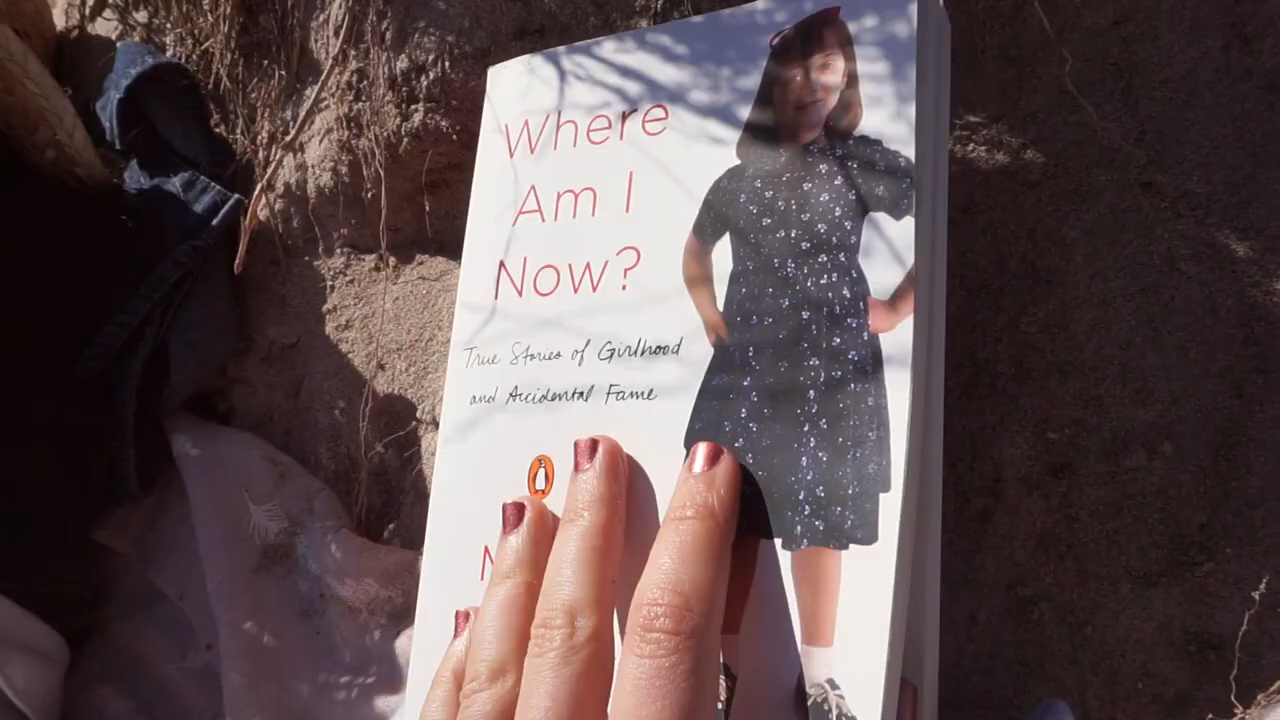 Where
Am I
Now?
True Stories of Girlhood
and Accidental Fame